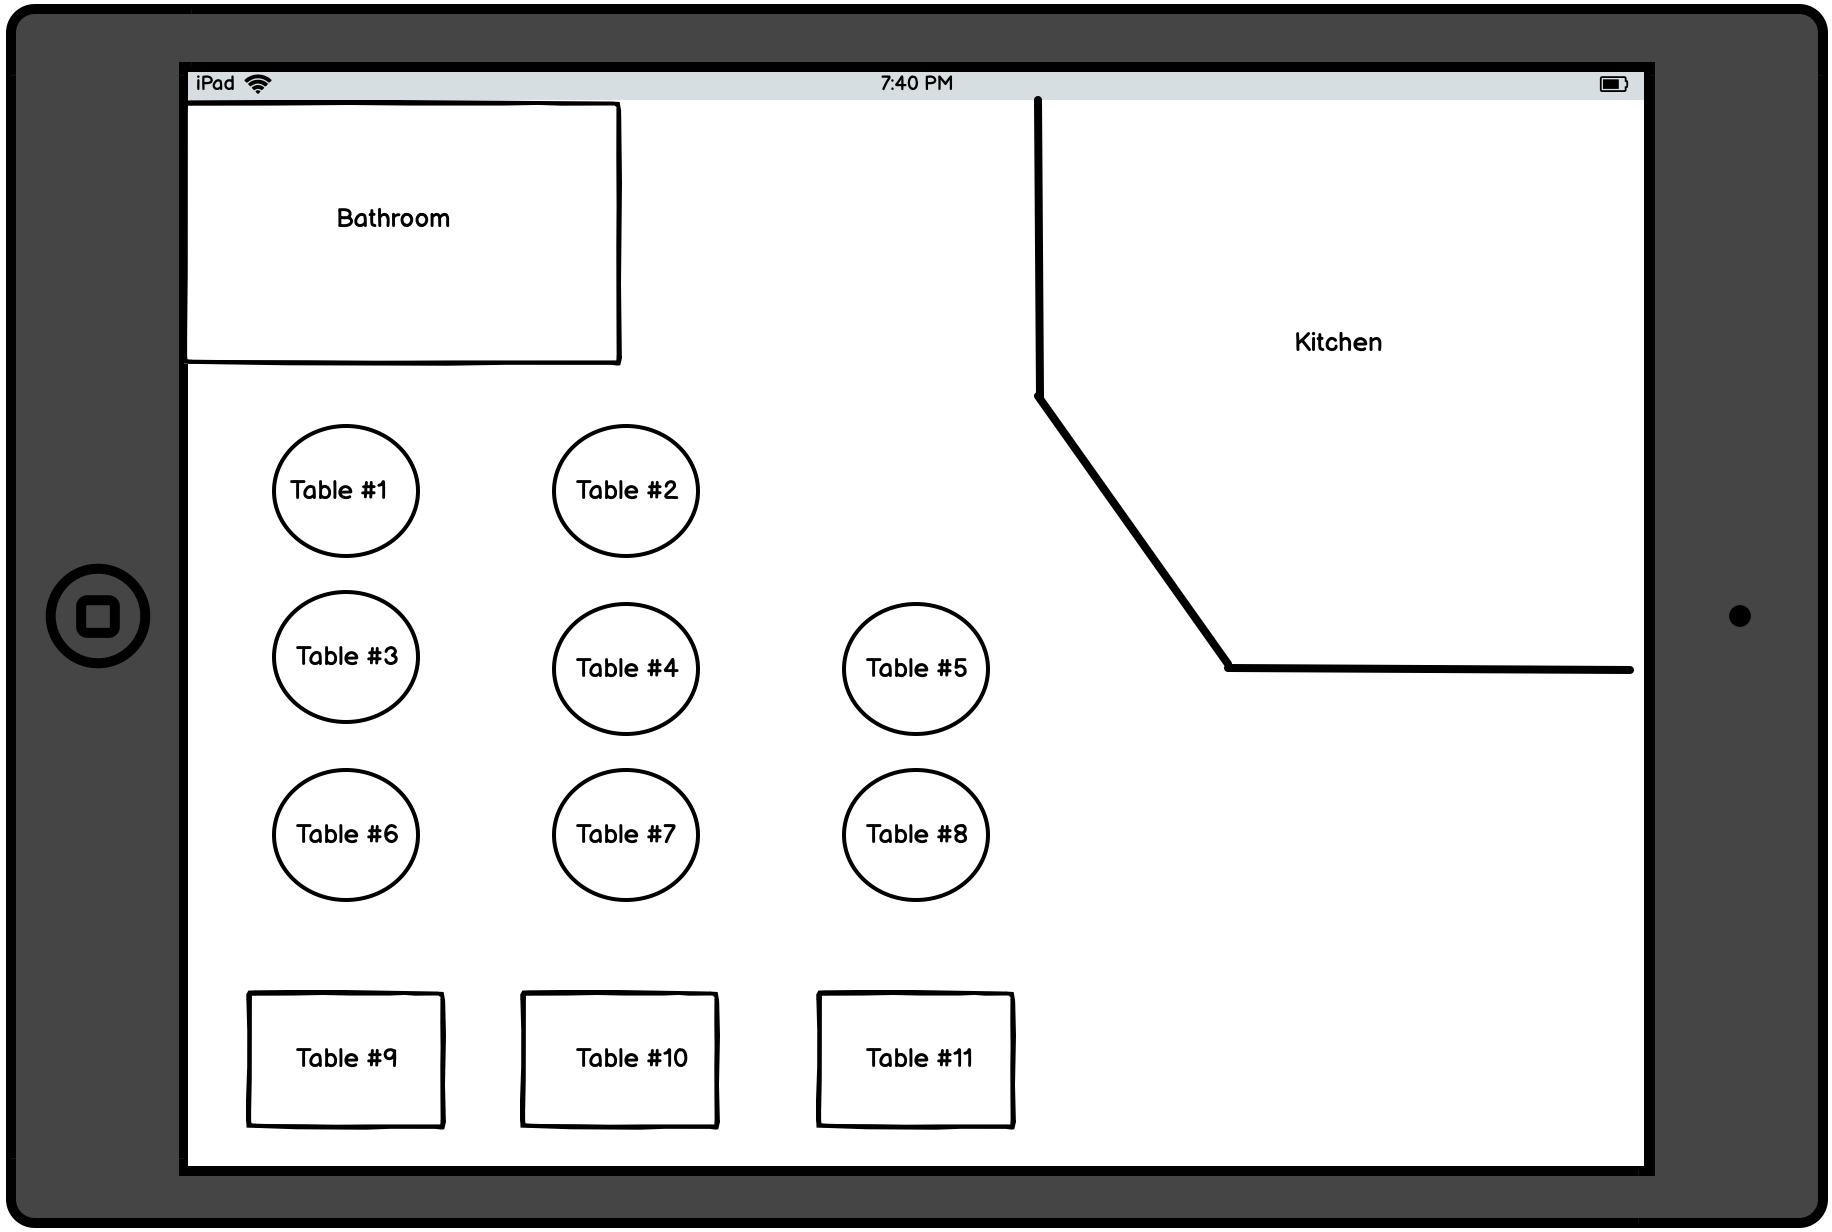 iPad
7:40 PM
Bathroom
Kitchen
Table #1
Table #2
Table #3
Table #4
Table #5
Table #6
Table #7
Table #8
Table #9
Table #10
Table #11